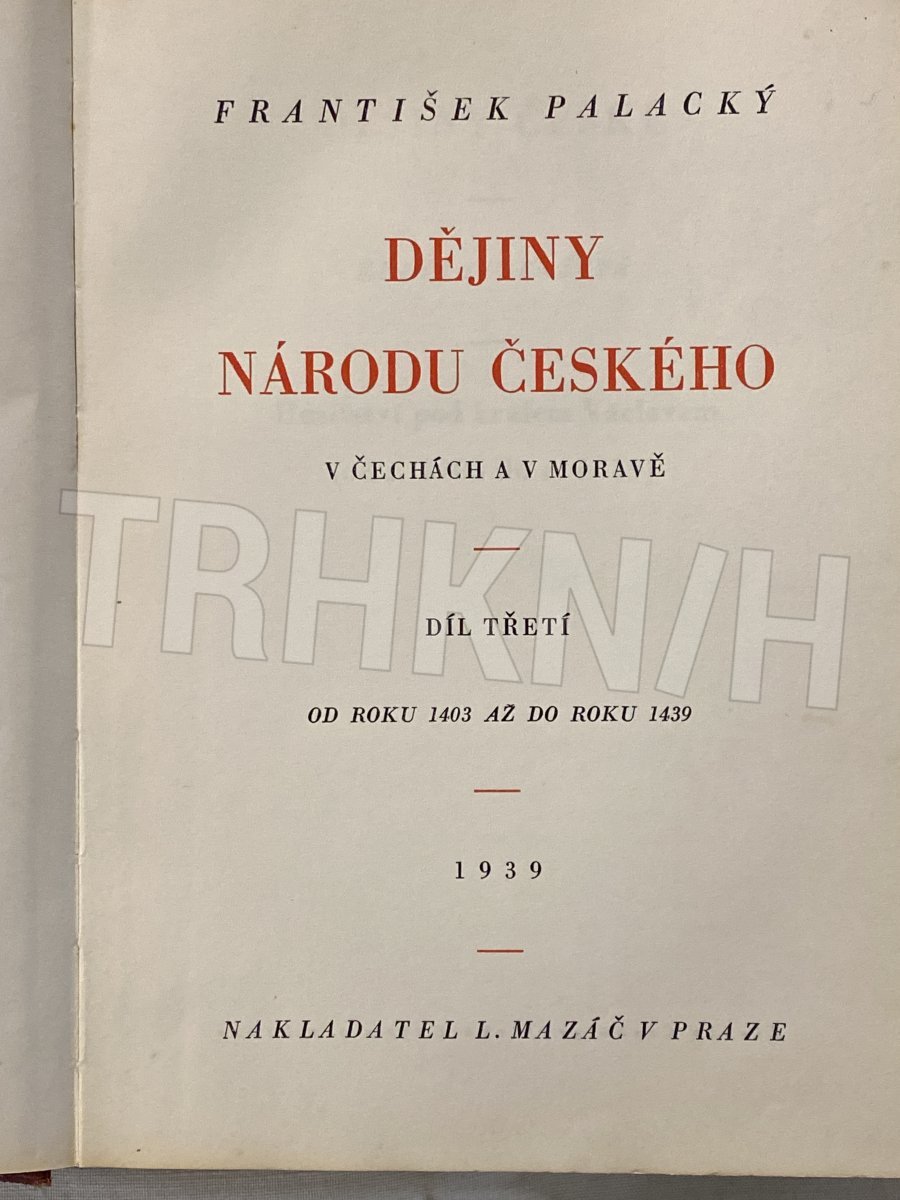 FRANTIŠEK PALACKÝ
DĚJINY
NÁRODU ČESKÉHO
V ČECHÁCH A V MORAVĚ
TRHKN/H
DÍL TŘETÍ
OD ROKU 1403 AŽ DO ROKU 1439
1939
NAKLADATEL L. MAZÁČ V PRAZE